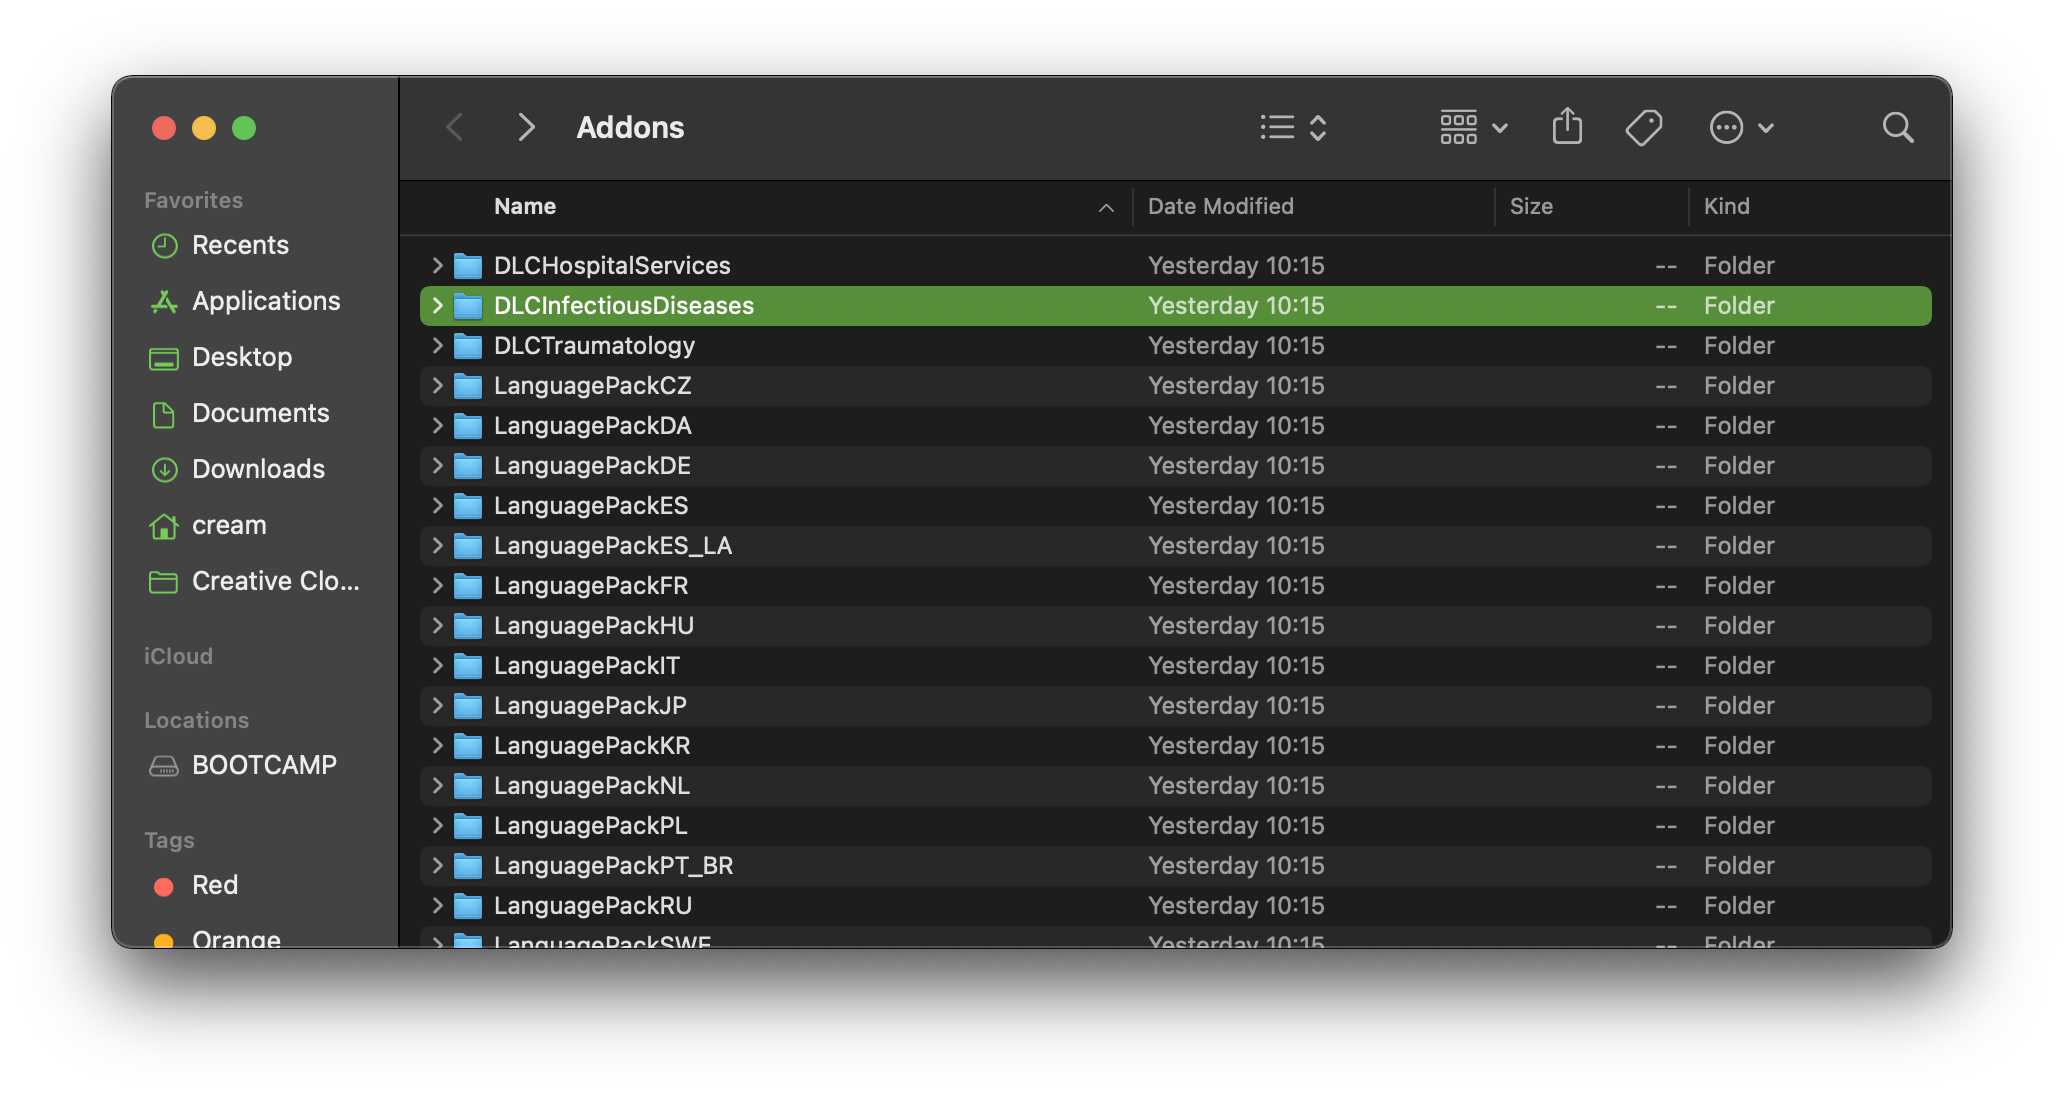 Addons
Favorites
Recents
Applications
Desktop
Documents
Downloads
cream
Creative Clo...
iCloud
Locations
BOOTCAMP
Tags
Red
Orange
Name Date Modified Size Kind
DLCHospitalServices Yesterday 10:15 -- Folder
DLCInfectiousDiseases Yesterday 10:15 -- Folder
DLCTraumatology Yesterday 10:15 -- Folder
LanguagePackCZ Yesterday 10:15 -- Folder
LanguagePackDA Yesterday 10:15 -- Folder
LanguagePackDE Yesterday 10:15 -- Folder
LanguagePackES Yesterday 10:15 -- Folder
LanguagePackES_LA Yesterday 10:15 -- Folder
LanguagePackFR Yesterday 10:15 -- Folder
LanguagePackHU Yesterday 10:15 -- Folder
LanguagePackIT Yesterday 10:15 -- Folder
LanguagePackJP Yesterday 10:15 -- Folder
LanguagePackKR Yesterday 10:15 -- Folder
LanguagePackNL Yesterday 10:15 -- Folder
LanguagePackPL Yesterday 10:15 -- Folder
LanguagePackPT_BR Yesterday 10:15 -- Folder
LanguagePackRU Yesterday 10:15 -- Folder
LanguagePackSWE Yesterday 10:15 -- Folder